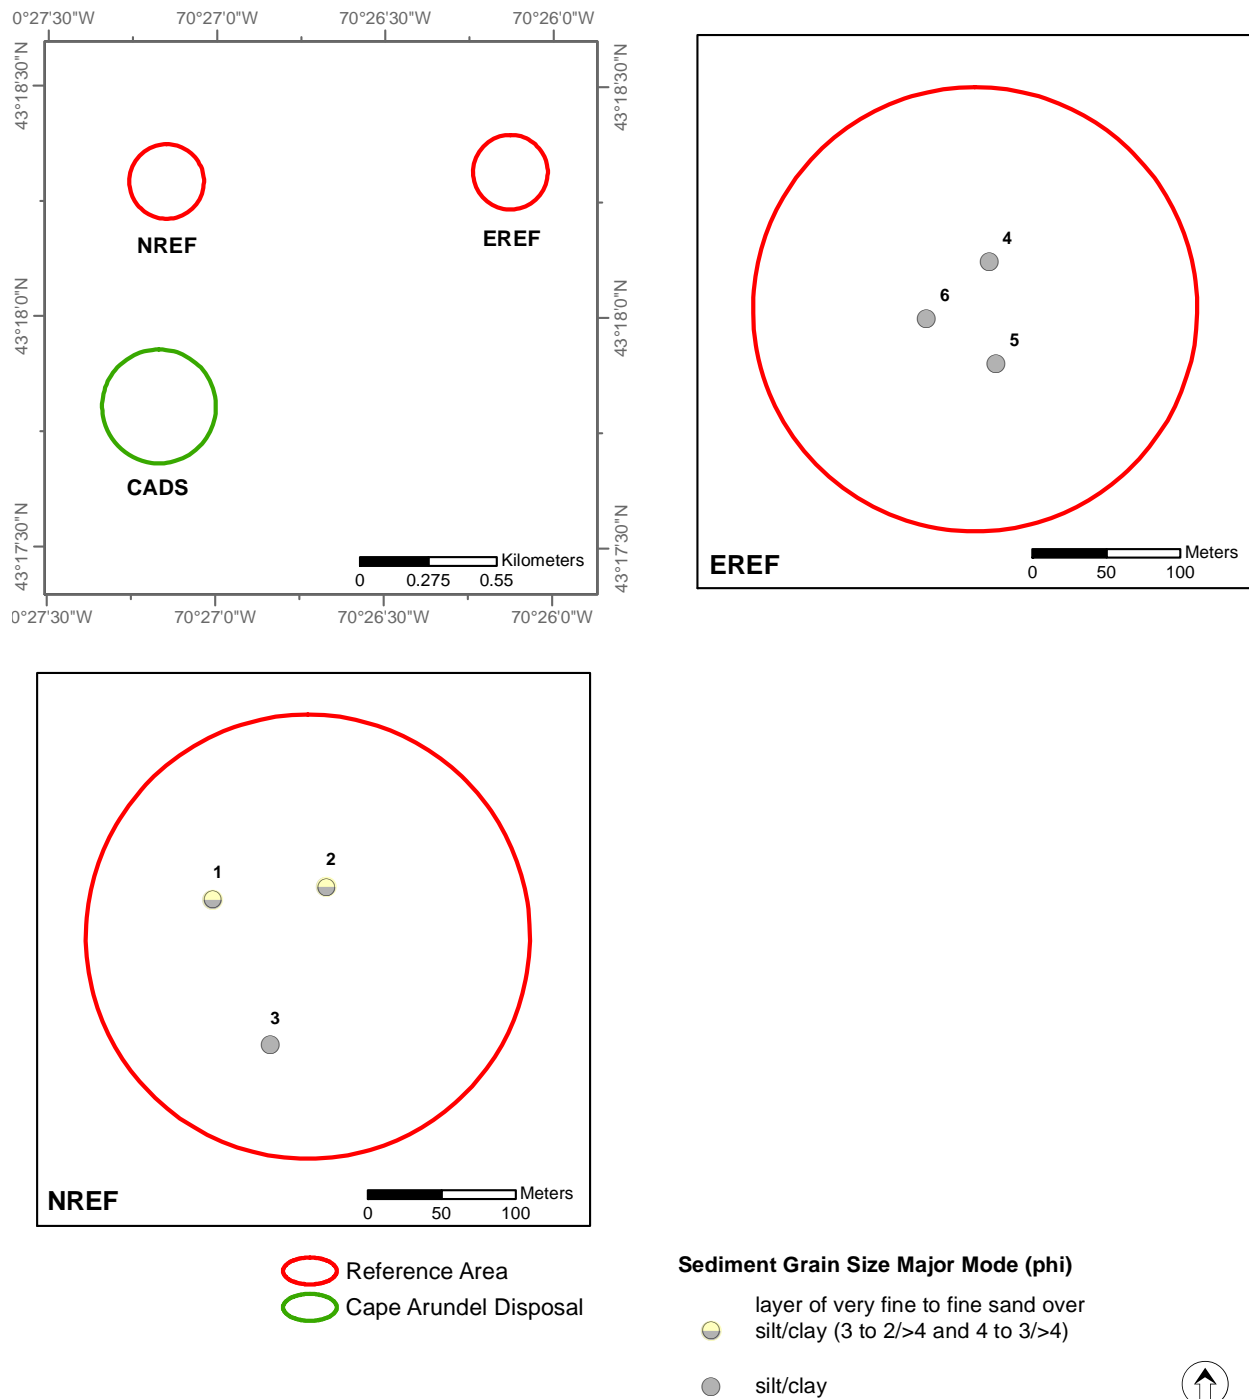 0°27'30"W 70°27'0"W 70°26'30"W 70°26'0"W
43°18'30"N
43°18'0"N
43°17'30"N
NREF
EREF
CADS
Kilometers
0 0.275 0.55
43°18'30"N
43°18'0"N
43°17'30"N
0°27'30"W 70°27'0"W 70°26'30"W 70°26'0"W
4
6
5
EREF
Meters
0 50 100
1
2
3
NREF
Meters
0 50 100
Reference Area
Cape Arundel Disposal
Sediment Grain Size Major Mode (phi)
layer of very fine to fine sand over
silt/clay (3 to 2/>4 and 4 to 3/>4)
silt/clay